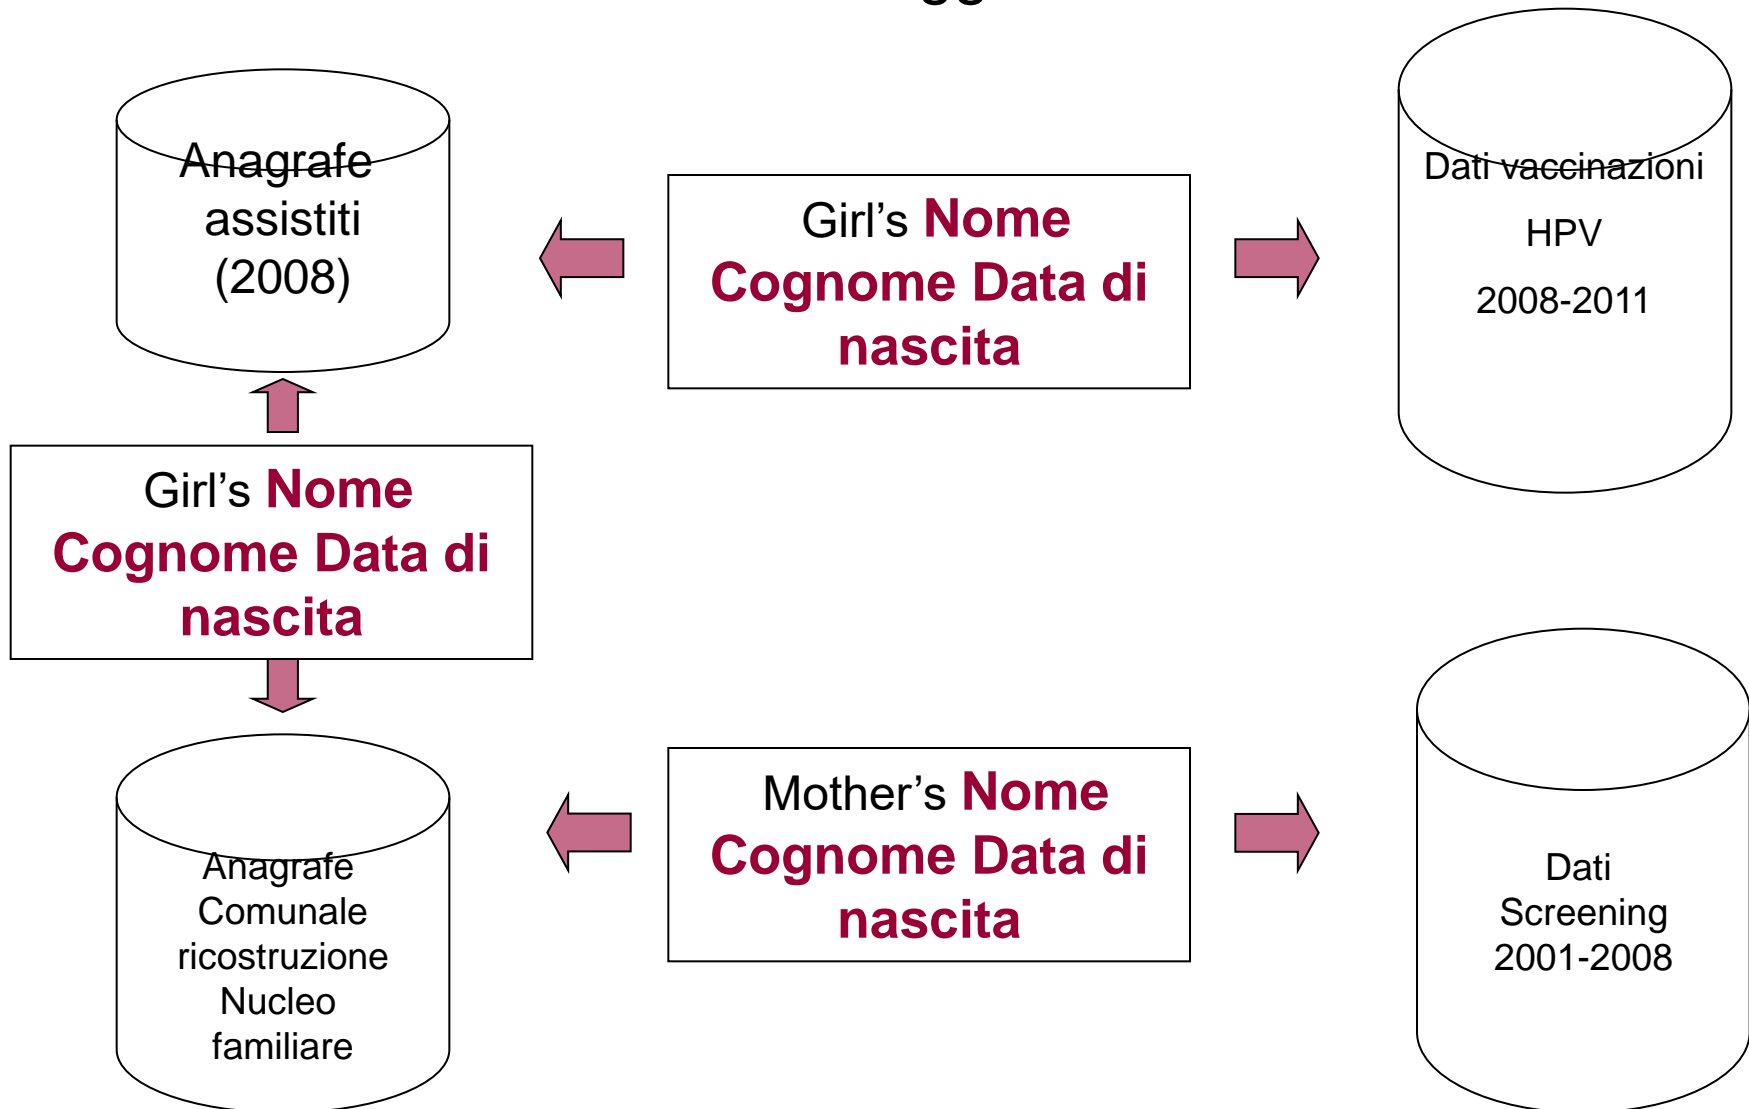 Anagrafe
assistiti
(2008)
Girl’s Nome
Cognome Data di
nascita
Dati vaccinazioni
HPV
2008-2011
Girl’s Nome
Cognome Data di
nascita
Anagrafe
Comunale
ricostruzione
Nucleo
familiare
Mother’s Nome
Cognome Data di
nascita
Dati
Screening
2001-2008